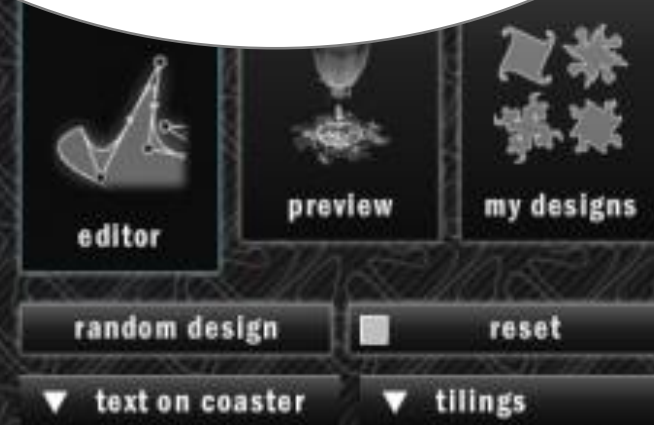 editor
preview
my designs
random design
reset
text on coaster
tilings